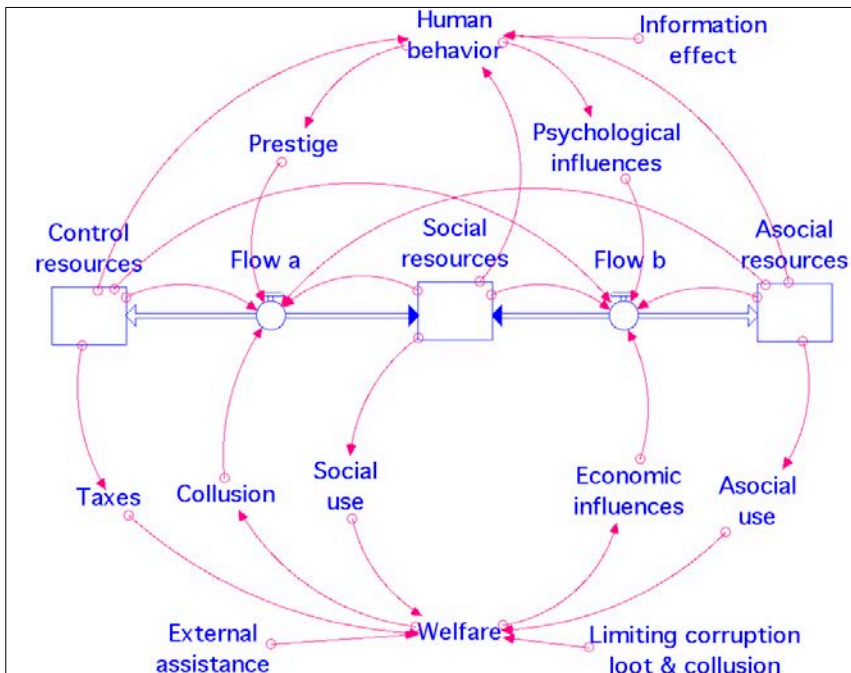 Human
behavior
Information
effect
Prestige
Psychological
influences
Control
resources
Flow a
Social
resources
Flow b
Asocial
resources
Taxes
Collusion
Social
use
Economic
influences
Asocial
use
External
assistance
Welfare
Limiting corruption
loot & collusion